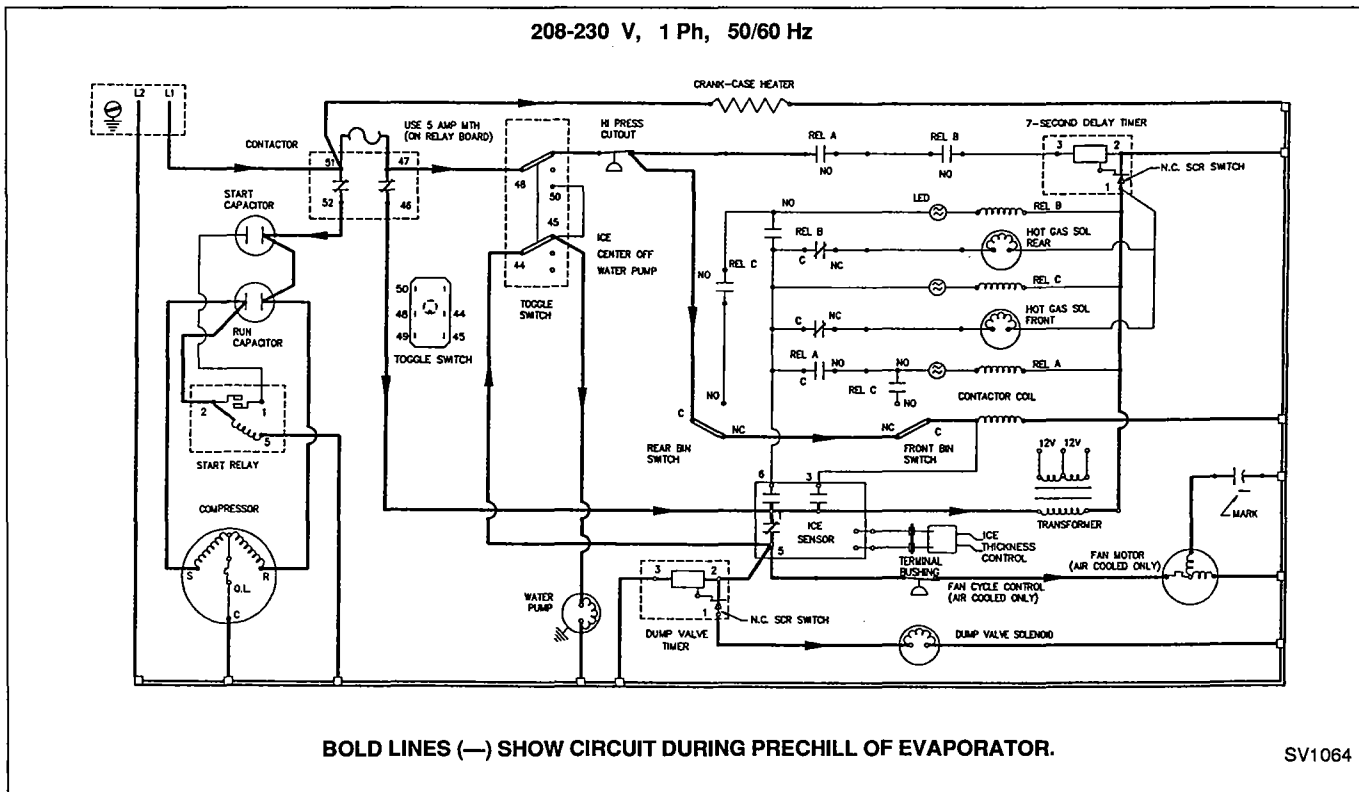 208-230 V, 1 Ph, 50/60 Hz
L2 L1
CRANK-CASE HEATER
USE 5 AMP MTH
(ON RELAY BOARD)
HI PRESS
CUTOUT
REL A
REL B
7-SECOND DELAY TIMER
CONTACTOR
51
47
3
2
N.C. SCR SWITCH
48
NO
NO
1
52
46
50
START
CAPACITOR
NO
LED
REL B
45
ICE
CENTER OFF
WATER PUMP
REL B
HOT GAS SOL
REAR
44
NO
REL C
C
NC
50
48
44
49
45
REL C
TOGGLE
SWITCH
RUN
CAPACITOR
TOGGLE SWITCH
C
NC
HOT GAS SOL
FRONT
REL A
NO
REL A
C
REL C
2
1
NO
NO
CONTACTOR COIL
5
C
NC
NC
C
START RELAY
REAR BIN
SWITCH
FRONT BIN
SWITCH
12V
12V
6
3
COMPRESSOR
1
ICE
SENSOR
TRANSFORMER
MARK
ICE
THICKNESS
CONTROL
5
TERMINAL
BUSHING
FAN MOTOR
(AIR COOLED ONLY)
S
R
O.L.
3
2
FAN CYCLE CONTROL
(AIR COOLED ONLY)
WATER
PUMP
C
1
N.C. SCR SWITCH
DUMP VALVE
TIMER
DUMP VALVE SOLENOID
BOLD LINES (—) SHOW CIRCUIT DURING PRECHILL OF EVAPORATOR.
SV1064